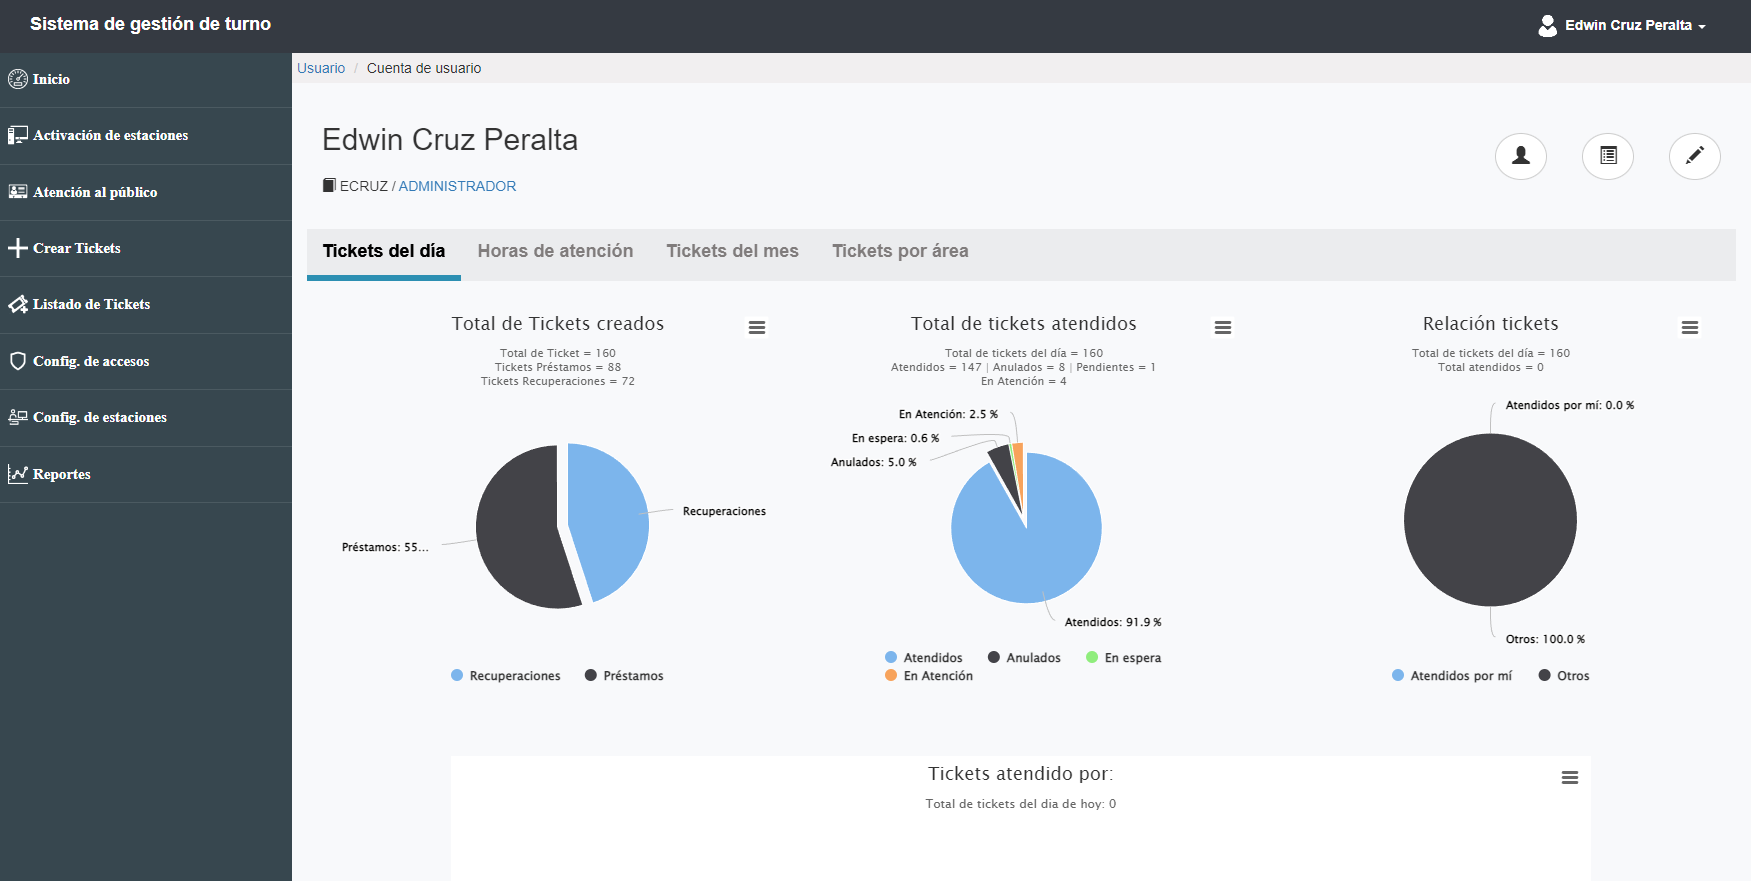 Sistema de gestión de turno
Edwin Cruz Peralta
Inicio
Activación de estaciones
Atención al público
Crear Tickets
Listado de Tickets
Config. de accesos
Config. de estaciones
Reportes
Usuario / Cuenta de usuario
Edwin Cruz Peralta
ECRUZ / ADMINISTRADOR
Tickets del día Horas de atención Tickets del mes Tickets por área
Total de Tickets creados
Total de Ticket = 160
Tickets Préstamos = 88
Tickets Recuperaciones = 72
Recuperaciones
Préstamos: 55...
Recuperaciones Préstamos
Total de tickets atendidos
Total de tickets del día = 160
Atendidos = 147 | Anulados = 8 | Pendientes = 1
En Atención = 4
En Atención: 2.5 %
En espera: 0.6 %
Anulados: 5.0 %
Atendidos: 91.9 %
Atendidos Anulados En espera
En Atención
Relación tickets
Total de tickets del día = 160
Total atendidos = 0
Atendidos por mí: 0.0 %
Otros: 100.0 %
Atendidos por mí Otros
Tickets atendido por:
Total de tickets del dia de hoy: 0